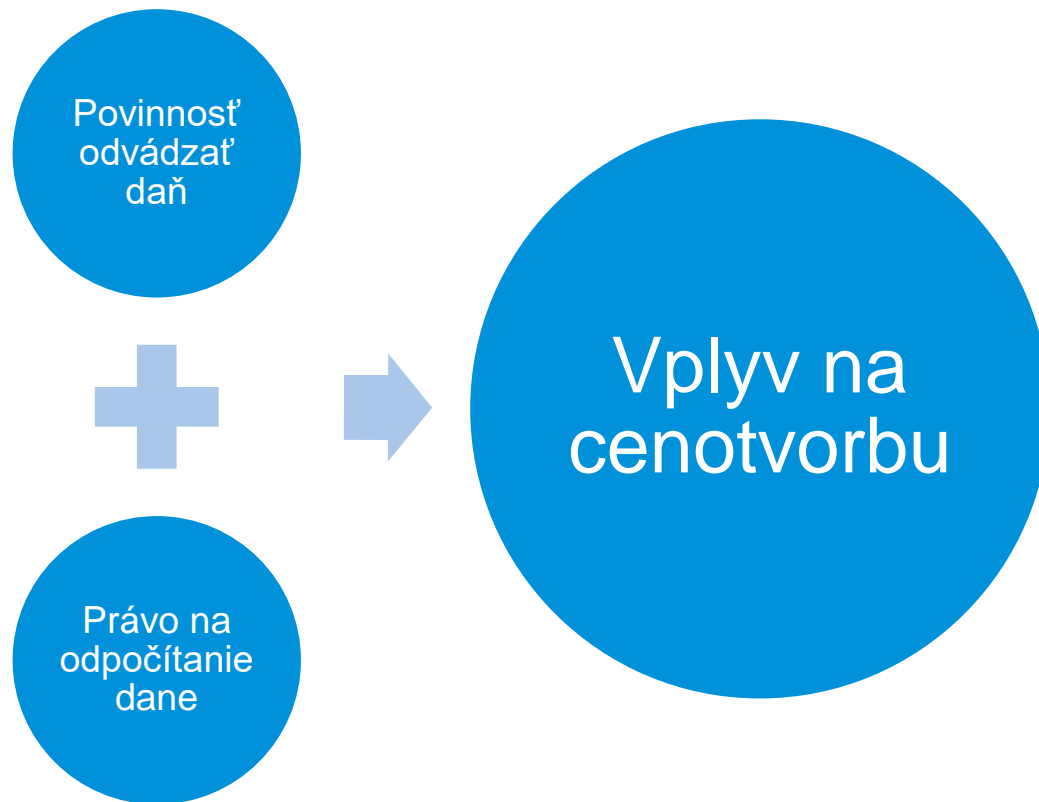 Povinnosť
odvádzať
daň
Právo na
odpočítanie
dane
Vplyv na
cenotvorbu